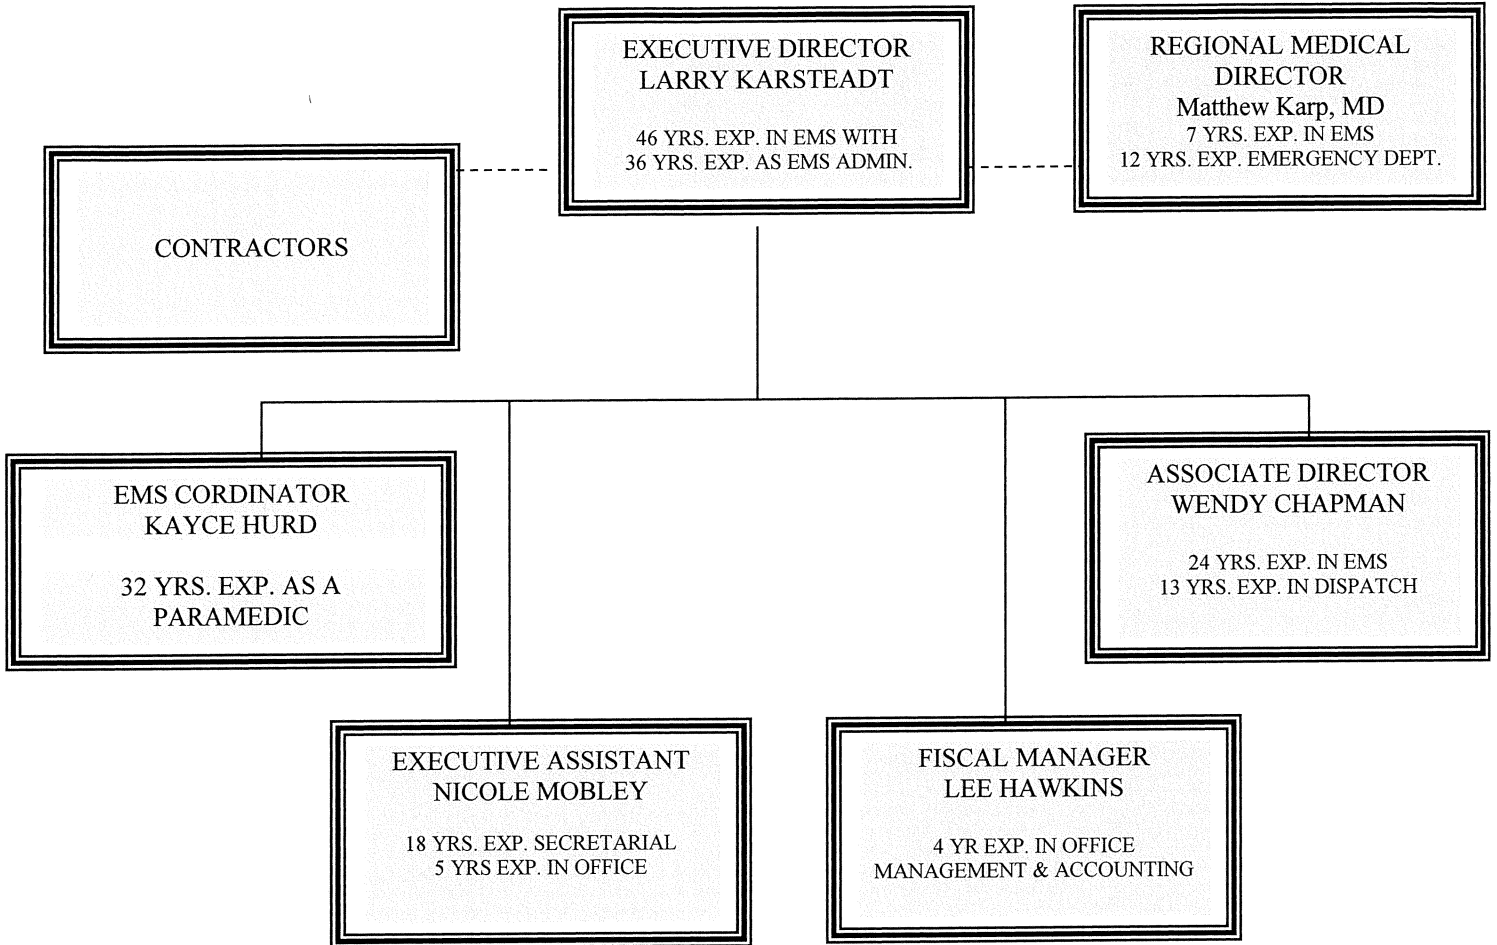 EXECUTIVE DIRECTOR
LARRY KARSTEADT
46 YRS. EXP. IN EMS WITH
36 YRS. EXP. AS EMS ADMIN.
REGIONAL MEDICAL
DIRECTOR
Matthew Karp, MD
7 YRS. EXP. IN EMS
12 YRS. EXP. EMERGENCY DEPT.
CONTRACTORS
EMS CORDINATOR
KAYCE HURD
32 YRS. EXP. AS A
PARAMEDIC
ASSOCIATE DIRECTOR
WENDY CHAPMAN
24 YRS. EXP. IN EMS
13 YRS. EXP. IN DISPATCH
EXECUTIVE ASSISTANT
NICOLE MOBLEY
18 YRS. EXP. SECRETARIAL
5 YRS EXP. IN OFFICE
FISCAL MANAGER
LEE HAWKINS
4 YR EXP. IN OFFICE
MANAGEMENT & ACCOUNTING